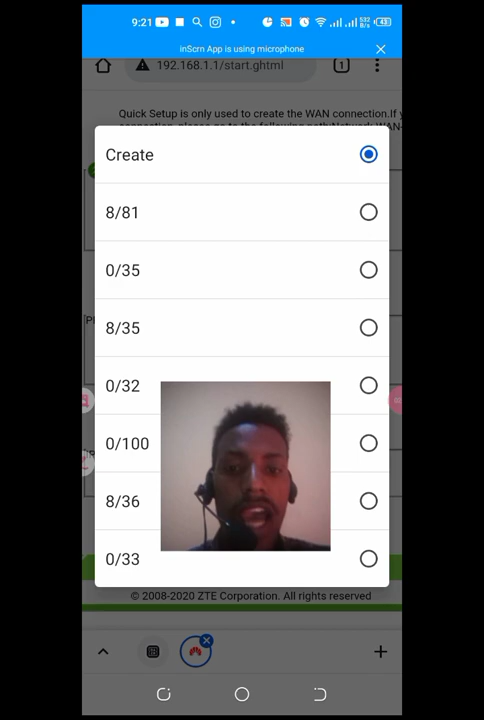 9:21
532
B/s
43
inScrn App is using microphone
192.168.1.1/start.ghtml
1
Quick Setup is only used to create the WAN connection.If y
Create
8/81
0/35
8/35
0/32
0/100
8/36
0/33
© 2008-2020 ZTE Corporation. All rights reserved